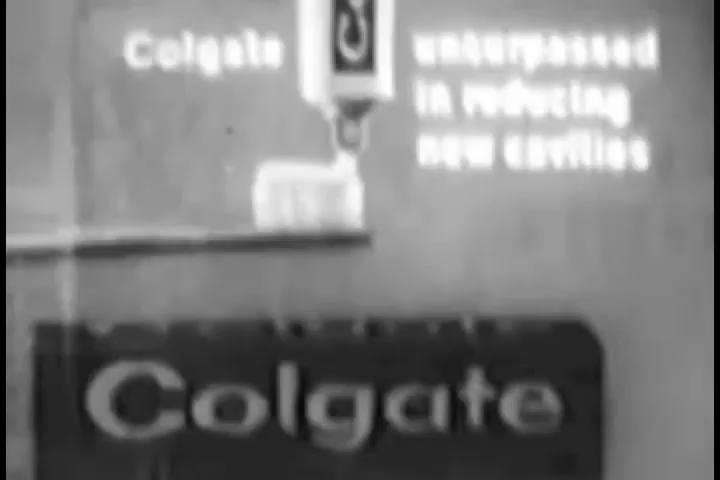 Colgate
unsurpassed
in reducing
new cavities
Colgate